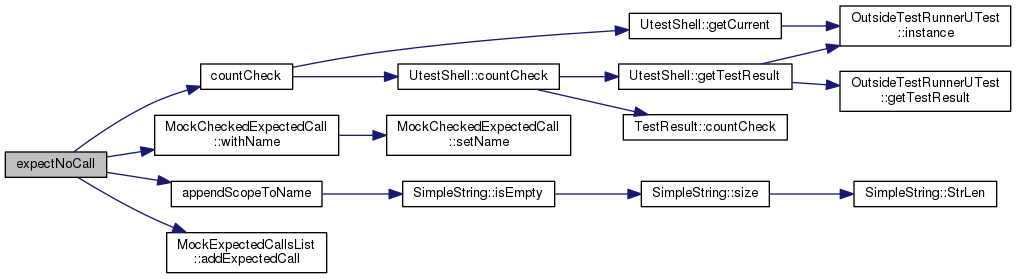 expectNoCall
countCheck
MockCheckedExpectedCall
::withName
appendScopeToName
MockExpectedCallsList
::addExpectedCall
UtestShell::getCurrent
UtestShell::countCheck
UtestShell::getTestResult
OutsideTestRunnerUTest
::instance
OutsideTestRunnerUTest
::getTestResult
TestResult::countCheck
MockCheckedExpectedCall
::setName
SimpleString::isEmpty
SimpleString::size
SimpleString::StrLen